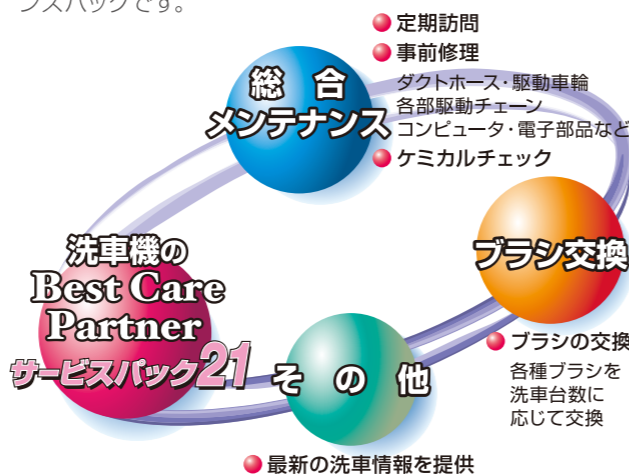 ンスパックです。
総合
メンテナンス
● 定期訪問
● 事前修理
ダクトホース・駆動車輪
各部駆動チェーン
コンピュータ・電子部品など
● ケミカルチェック
ブラシ交換
● ブラシの交換
各種ブラシを
洗車台数に
応じて交換
洗車機の
Best Care
Partner
サービスパック21
その他
● 最新の洗車情報を提供